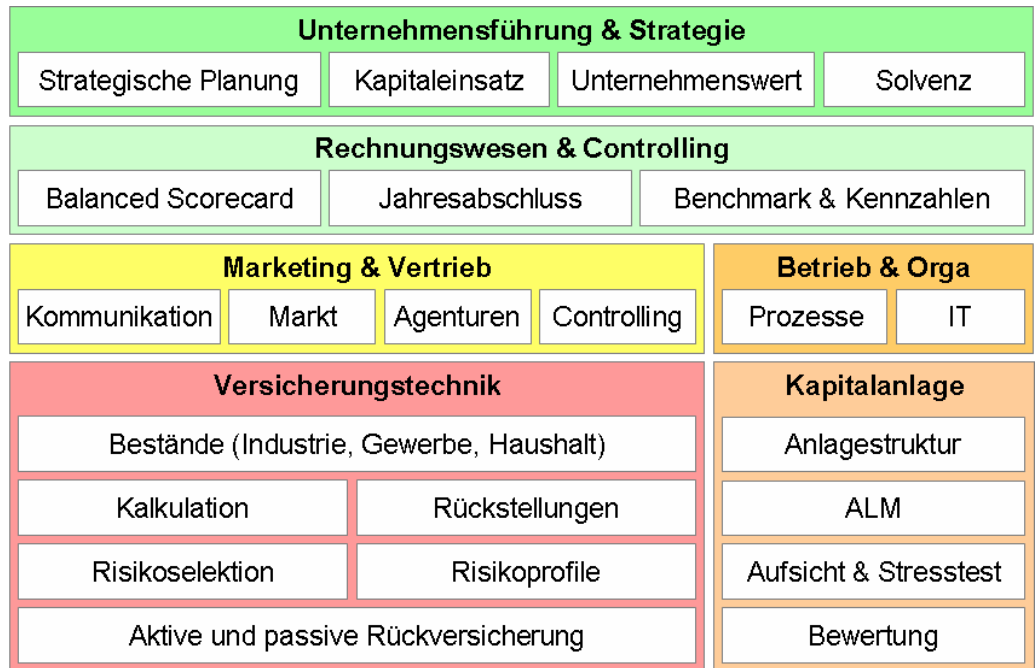 Unternehmensführung & Strategie
Strategische Planung
Kapitaleinsatz
Unternehmenswert
Solvenz
Rechnungswesen & Controlling
Balanced Scorecard
Jahresabschluss
Benchmark & Kennzahlen
Marketing & Vertrieb
Kommunikation
Markt
Agenturen
Controlling
Betrieb & Orga
Prozesse
IT
Versicherungstechnik
Bestände (Industrie, Gewerbe, Haushalt)
Kalkulation
Rückstellungen
Risikoselektion
Risikoprofile
Aktive und passive Rückversicherung
Kapitalanlage
Anlagestruktur
ALM
Aufsicht & Stresstest
Bewertung